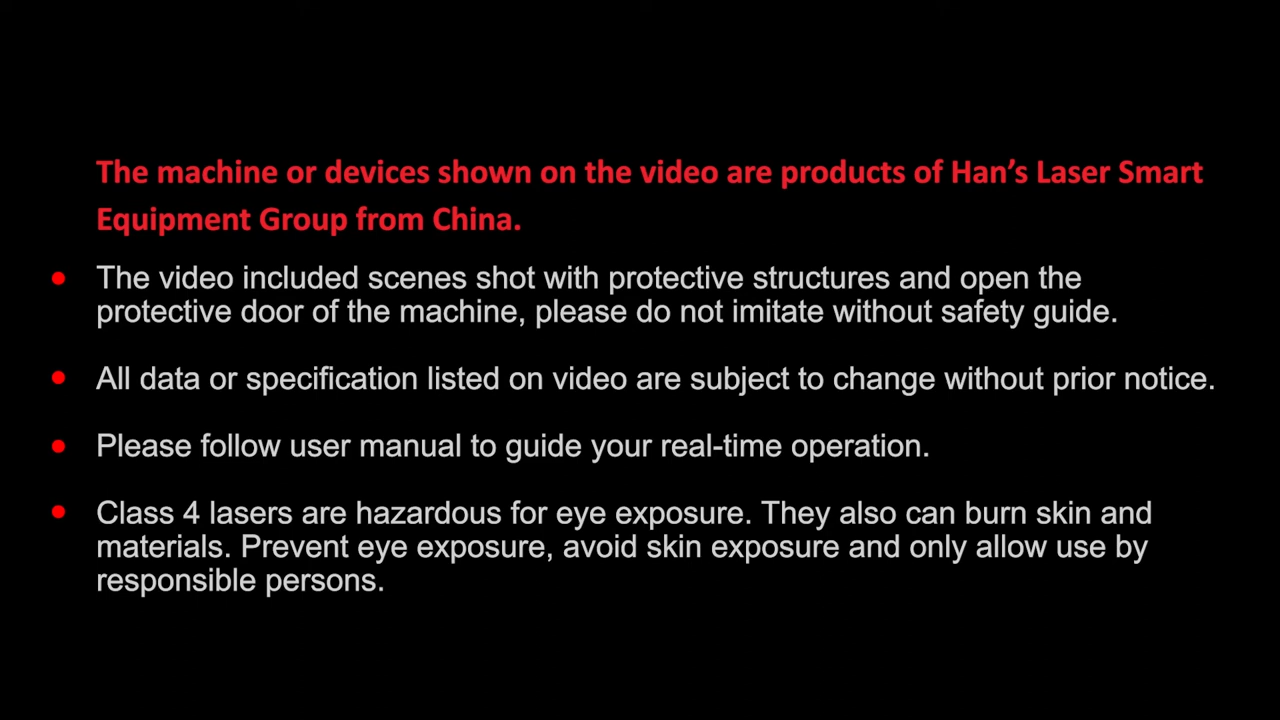 The machine or devices shown on the video are products of Han’s Laser Smart
Equipment Group from China.
The video included scenes shot with protective structures and open the
protective door of the machine, please do not imitate without safety guide.
All data or specification listed on video are subject to change without prior notice.
Please follow user manual to guide your real-time operation.
Class 4 lasers are hazardous for eye exposure. They also can burn skin and
materials. Prevent eye exposure, avoid skin exposure and only allow use by
responsible persons.